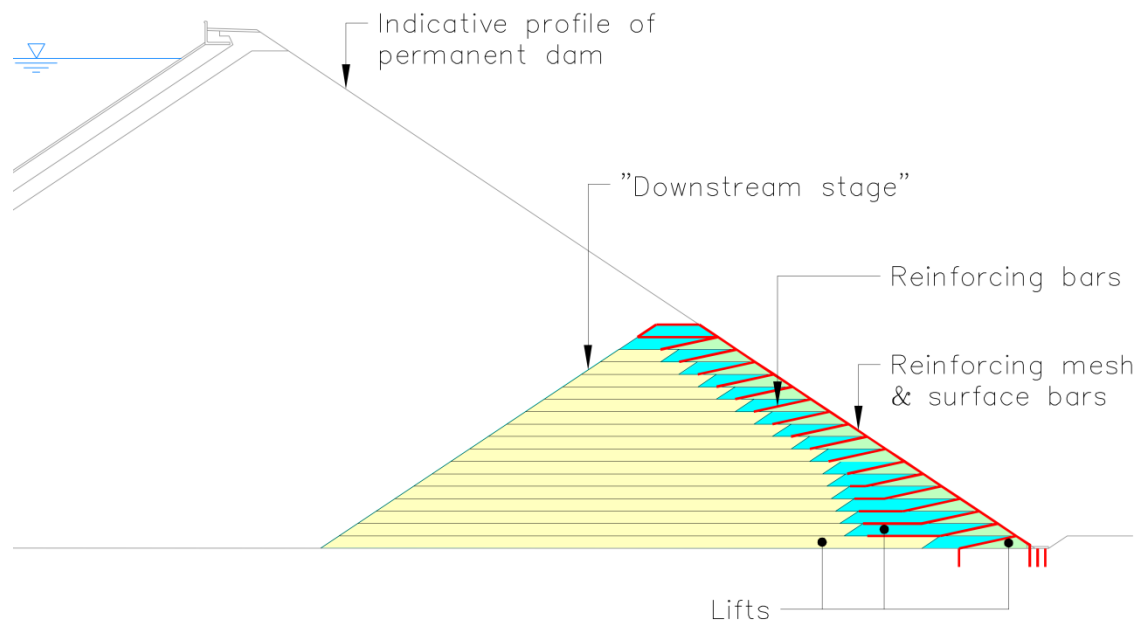 Indicative profile of
permanent dam
"Downstream stage"
Reinforcing bars
Reinforcing mesh
& surface bars
Lifts